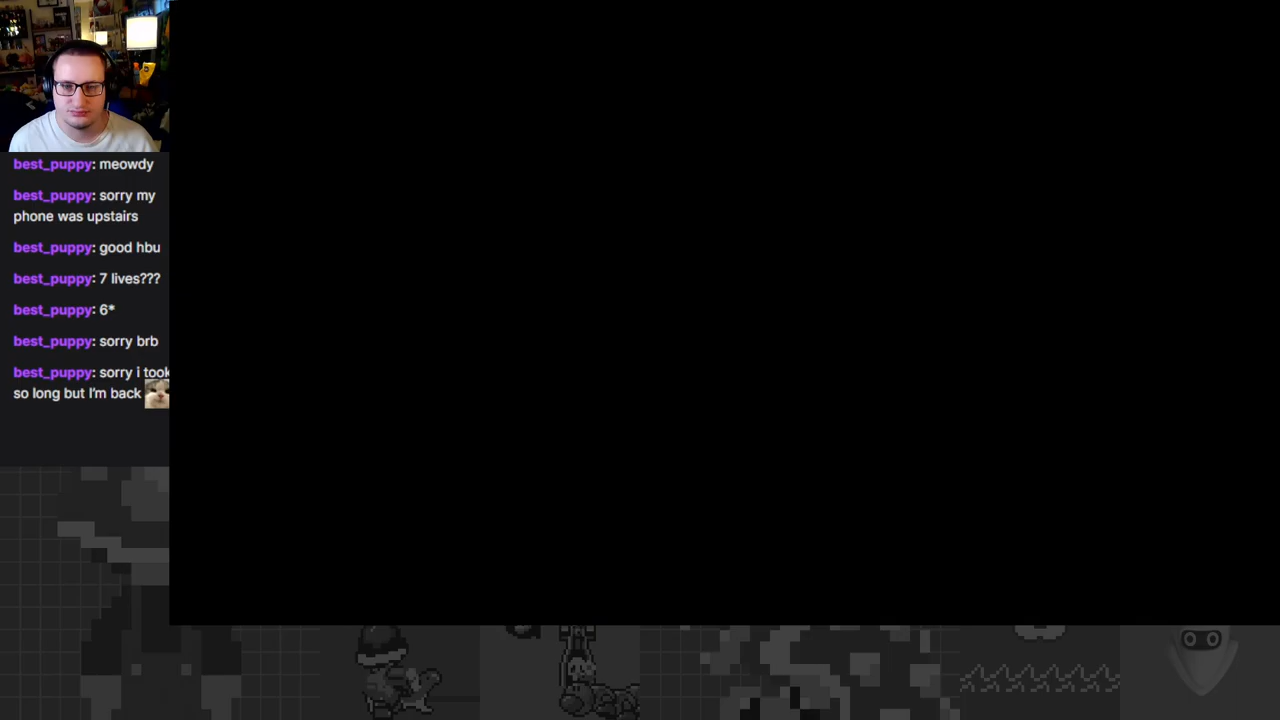 best_puppy: meowdy
best_puppy: sorry my
phone was upstairs
best_puppy: good hbu
best_puppy: 7 lives???
best_puppy: 6*
best_puppy: sorry brb
best_puppy: sorry i took
so long but I'm back